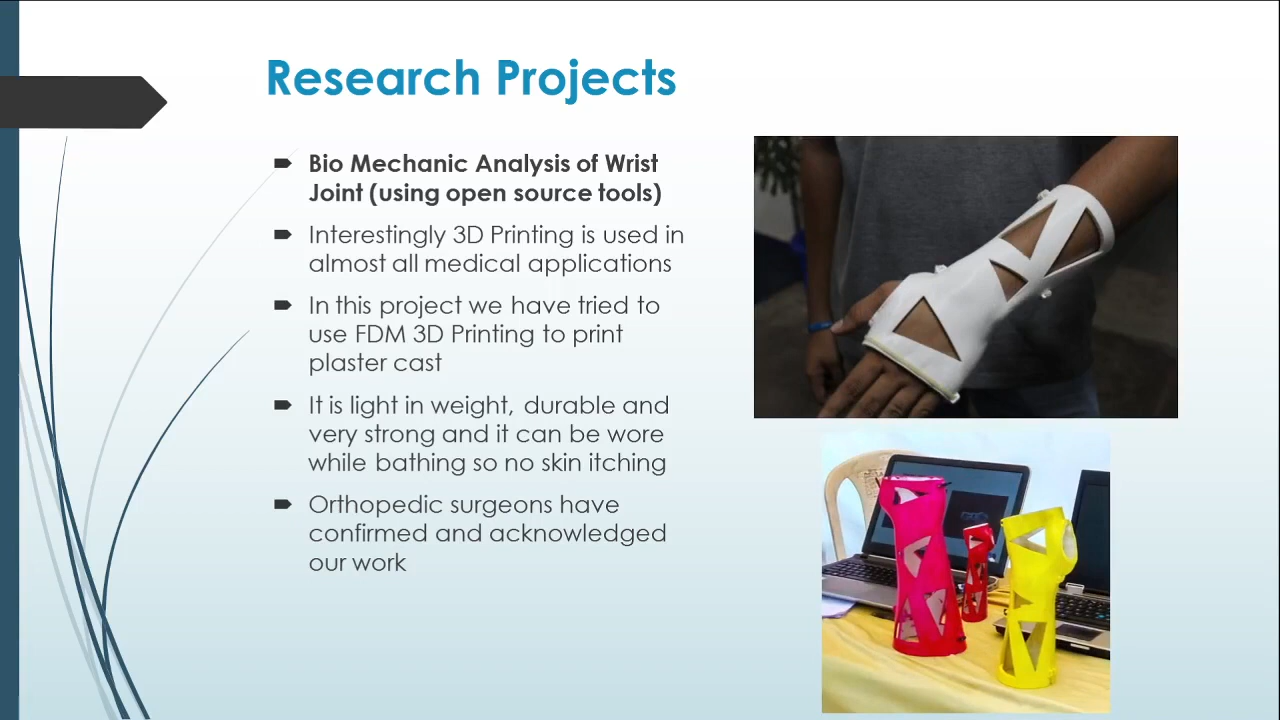 Research Projects
Bio Mechanic Analysis of Wrist
Joint (using open source tools)
Interestingly 3D Printing is used in
almost all medical applications
In this project we have tried to
use FDM 3D Printing to print
plaster cast
It is light in weight, durable and
very strong and it can be wore
while bathing so no skin itching
Orthopedic surgeons have
confirmed and acknowledged
our work